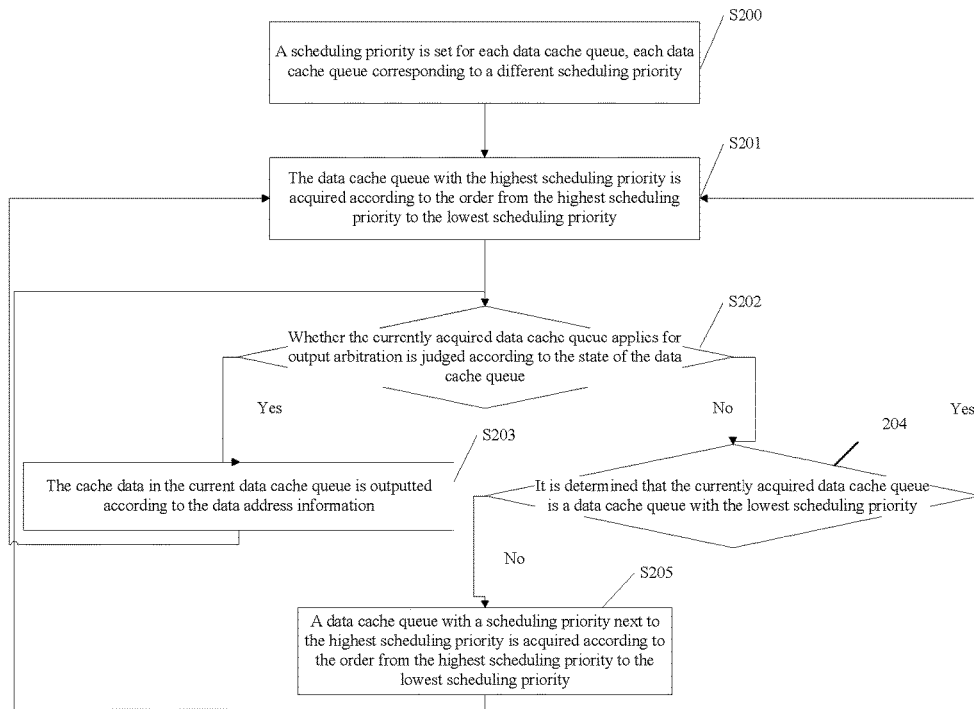 S200
A scheduling priority is set for each data cache queue, each data
cache queue corresponding to a different scheduling priority
S201
The data cache queue with the highest scheduling priority is
acquired according to the order from the highest scheduling
priority to the lowest scheduling priority
S202
Whether the currently acquired data cache queue applies for
output arbitration is judged according to the state of the data
cache queue
Yes
No
Yes
S203
204
The cache data in the current data cache queue is outputted
according to the data address information
It is determined that the currently acquired data cache queue
is a data cache queue with the lowest scheduling priority
No
S205
A data cache queue with a scheduling priority next to
the highest scheduling priority is acquired according to
the order from the highest scheduling priority to the
lowest scheduling priority